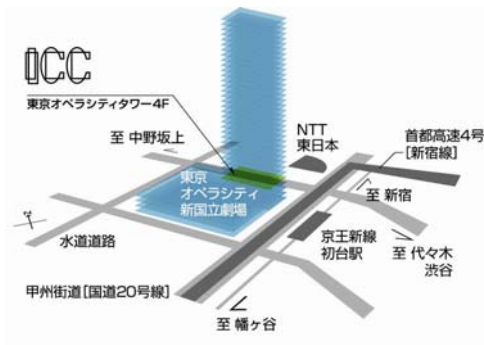 ICC
東京オペラシティタワー4F
至 中野坂上
NTT
東日本
首都高速4号
[新宿線]
東京
オペラシティ
新国立劇場
至 新宿
水道道路
京王新線
初台駅
至 代々木
渋谷
甲州街道[国道20号線]
至 幡ヶ谷